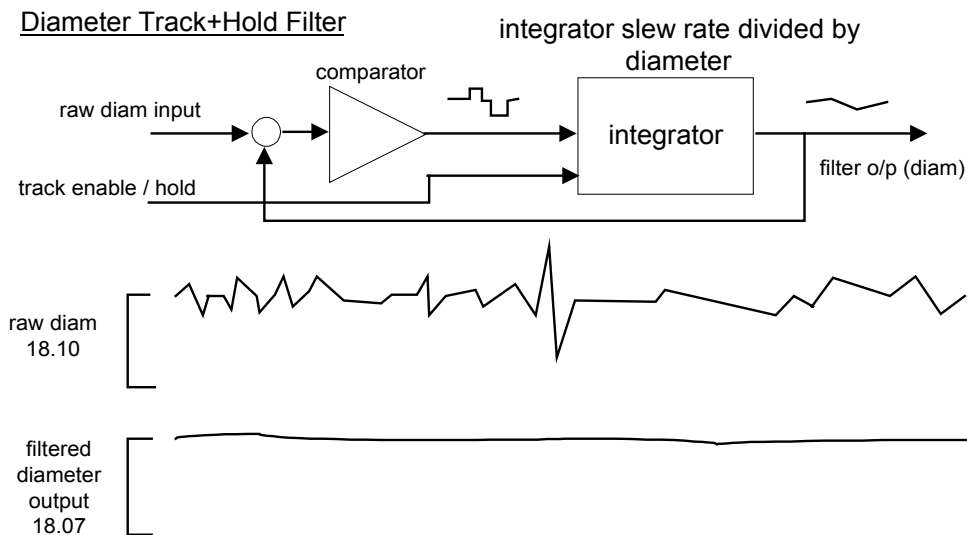 Diameter Track+Hold Filter
integrator slew rate divided by
diameter
comparator
raw diam input
integrator
filter o/p (diam)
track enable / hold
raw diam
18.10
filtered
diameter
output
18.07